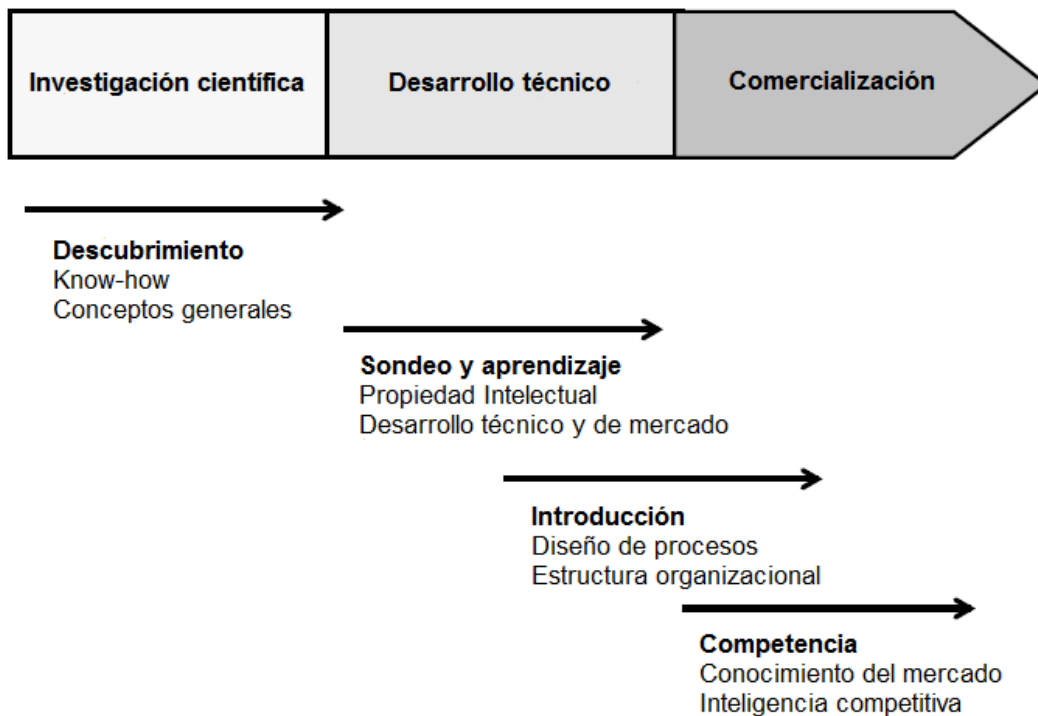 Investigación científica
Desarrollo técnico
Comercialización
Descubrimiento
Know-how
Conceptos generales
Sondeo y aprendizaje
Propiedad Intelectual
Desarrollo técnico y de mercado
Introducción
Diseño de procesos
Estructura organizacional
Competencia
Conocimiento del mercado
Inteligencia competitiva